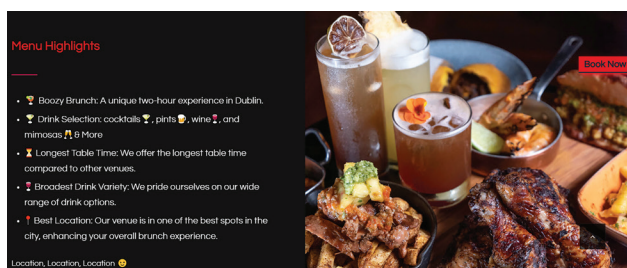 Menu Highlights
Book Now
• 🍹 Boozy Brunch: A unique two-hour experience in Dublin.
• 🍸 Drink Selection: cocktails 🍸, pints 🍺, wine🍷, and
mimosas 🥂 & More
• ⏳ Longest Table Time: We offer the longest table time
compared to other venues.
• 🍷 Broadest Drink Variety: We pride ourselves on our wide
range of drink options.
• 📍 Best Location: Our venue is in one of the best spots in the
city, enhancing your overall brunch experience.
Location, Location, Location 😉